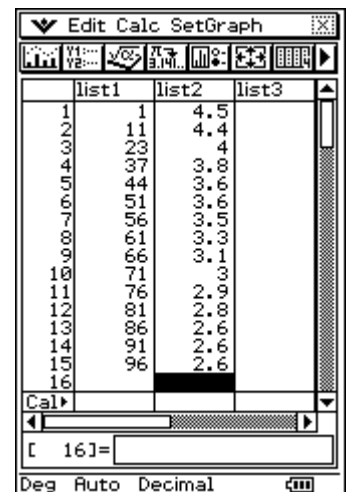 Edit Calc SetGraph
list1 list2 list3
1 1 4.5
2 11 4.4
3 23 4
4 37 3.8
5 44 3.6
6 51 3.6
7 56 3.5
8 61 3.3
9 66 3.1
10 71 3
11 76 2.9
12 81 2.8
13 86 2.6
14 91 2.6
15 96 2.6
16
Cal▸
[ 16]=
Deg Auto Decimal